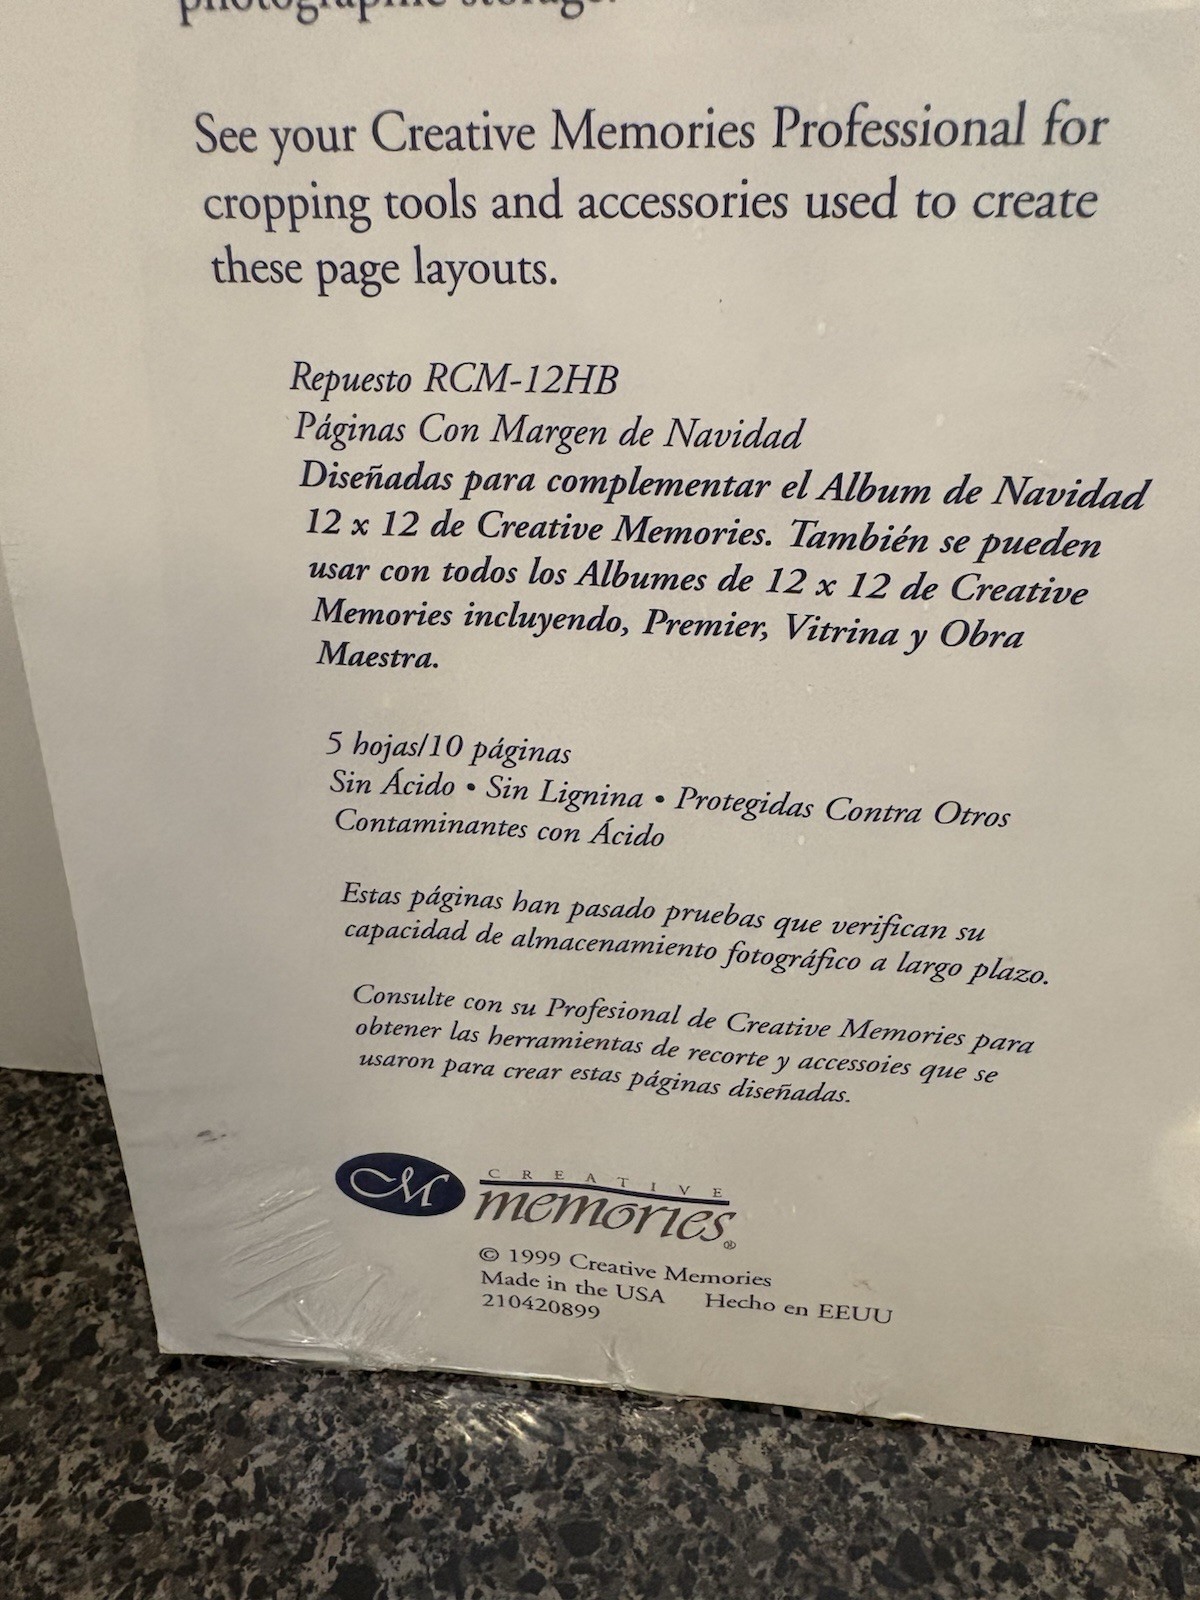 photographic storage.
See your Creative Memories Professional for
cropping tools and accessories used to create
these page layouts.
Repuesto RCM-12HB
Páginas Con Margen de Navidad
Diseñadas para complementar el Album de Navidad
12 x 12 de Creative Memories. También se pueden
usar con todos los Albumes de 12 x 12 de Creative
Memories incluyendo, Premier, Vitrina y Obra
Maestra.
5 hojas/10 páginas
Sin Ácido • Sin Lignina • Protegidas Contra Otros
Contaminantes con Ácido
Estas páginas han pasado pruebas que verifican su
capacidad de almacenamiento fotográfico a largo plazo.
Consulte con su Profesional de Creative Memories para
obtener las herramientas de recorte y accessoies que se
usaron para crear estas páginas diseñadas.
CM CREATIVE
memories®
© 1999 Creative Memories
Made in the USA Hecho en EEUU
210420899